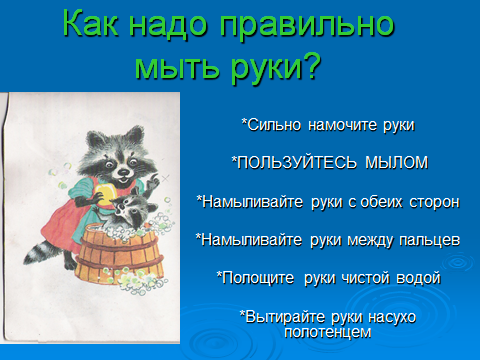 Как надо правильно
мыть руки?
*Сильно намочите руки
*ПОЛЬЗУЙТЕСЬ МЫЛОМ
*Намыливайте руки с обеих сторон
*Намыливайте руки между пальцев
*Полощите руки чистой водой
*Вытирайте руки насухо
полотенцем